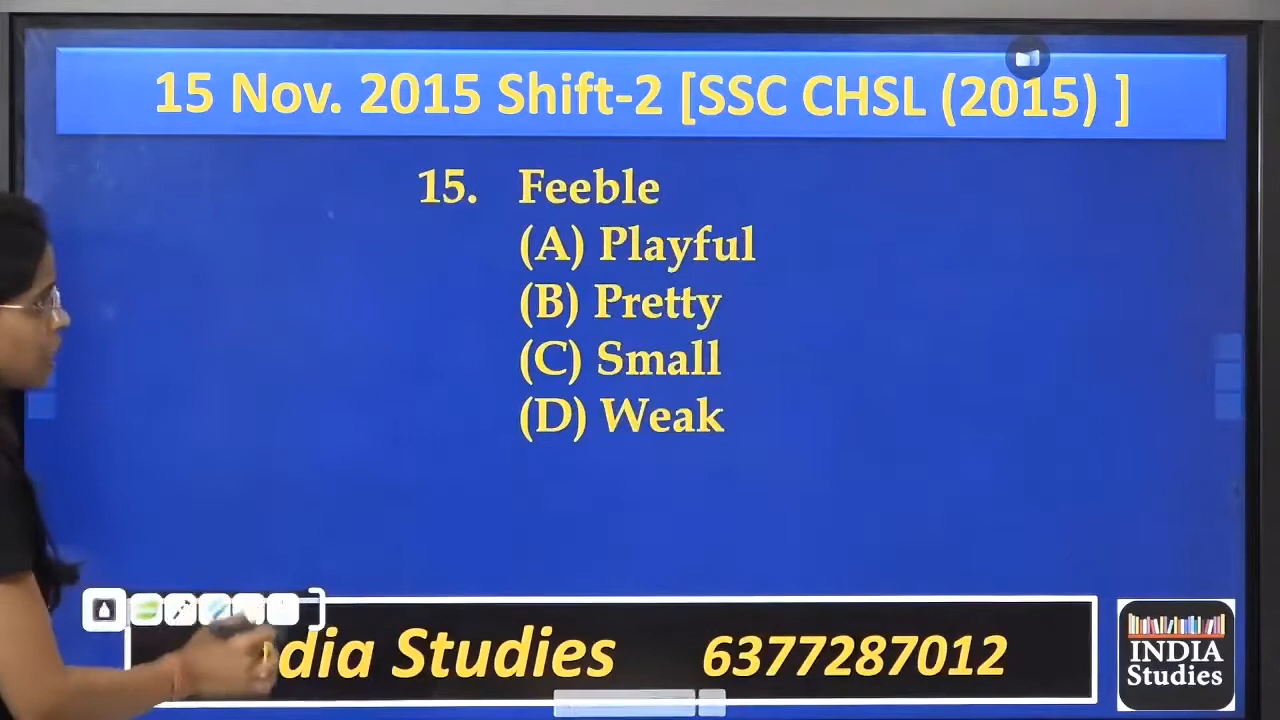 15 Nov. 2015 Shift-2 [SSC CHSL (2015) ]
15. Feeble
(A) Playful
(B) Pretty
(C) Small
(D) Weak
dia Studies 6377287012
INDIA
Studies